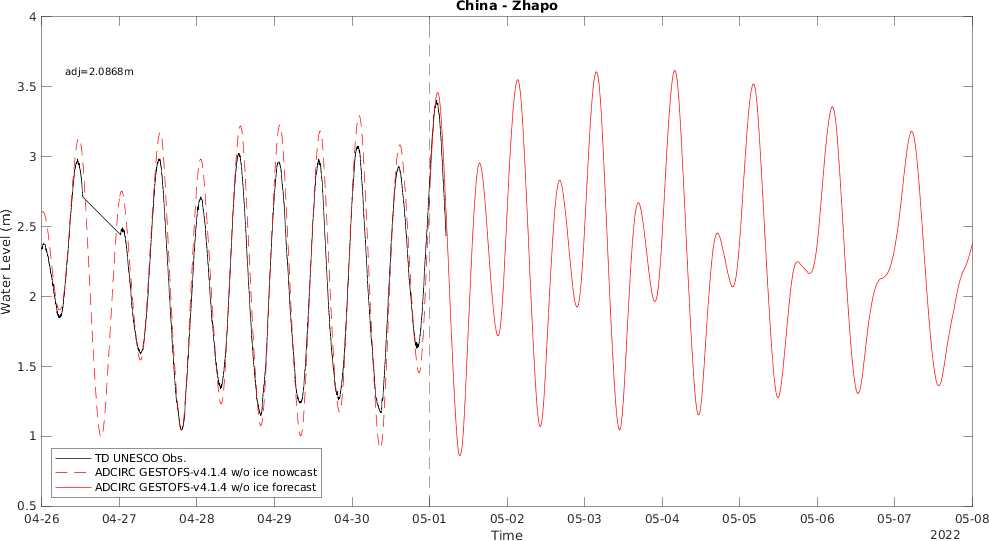 China - Zhapo
4
adj=2.0868m
3.5
3
2.5
2
1.5
1
0.5
Water Level (m)
TD UNESCO Obs.
ADCIRC GESTOFS-v4.1.4 w/o ice nowcast
ADCIRC GESTOFS-v4.1.4 w/o ice forecast
04-26 04-27 04-28 04-29 04-30 05-01 05-02 05-03 05-04 05-05 05-06 05-07 05-08
Time
2022